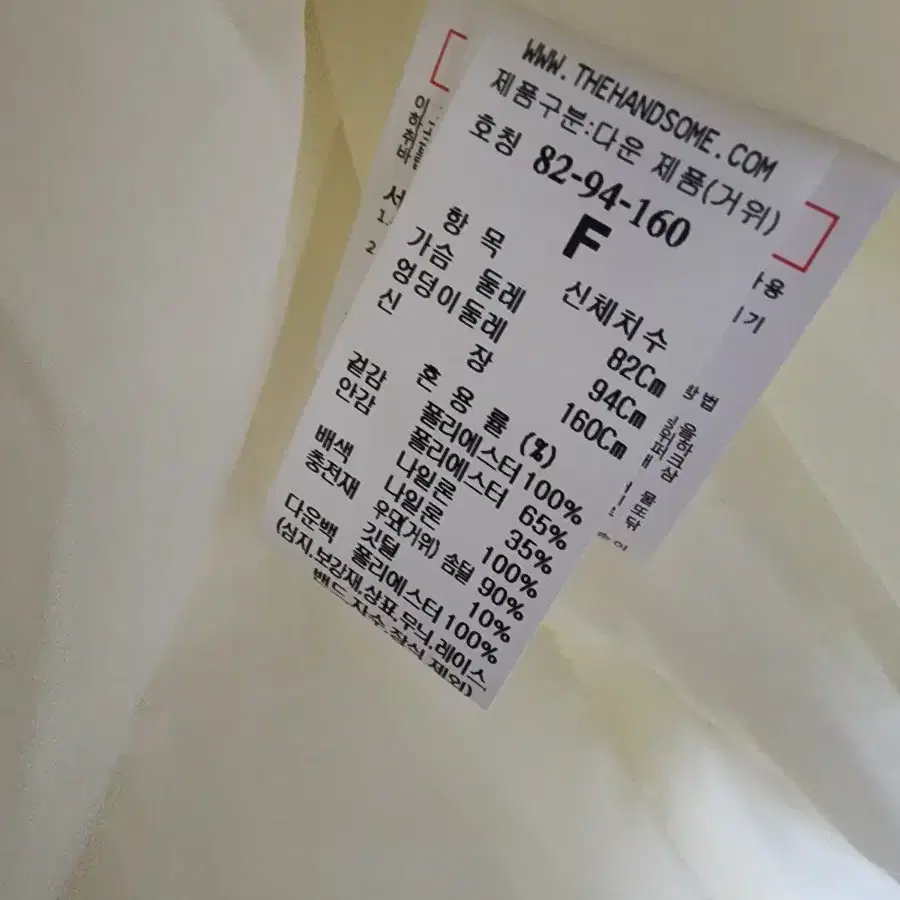 WWW.THEHANDSOME.COM
제품구분:다운 제품(거위)
호칭 82-94-160
F
항 목 신체치수
가슴 둘레 82Cm
엉덩이둘레 94Cm
신 장 160Cm
혼 용 률 (%)
겉감 폴리에스터 100%
안감 폴리에스터 65%
나일론 35%
배색 나일론 100%
충전재 우모(거위) 솜털 90%
깃털 10%
다운백 폴리에스터 100%
(심지,보강재,상표,무늬,레이스
밴드,자수,장식 제외)
사용
기
방법